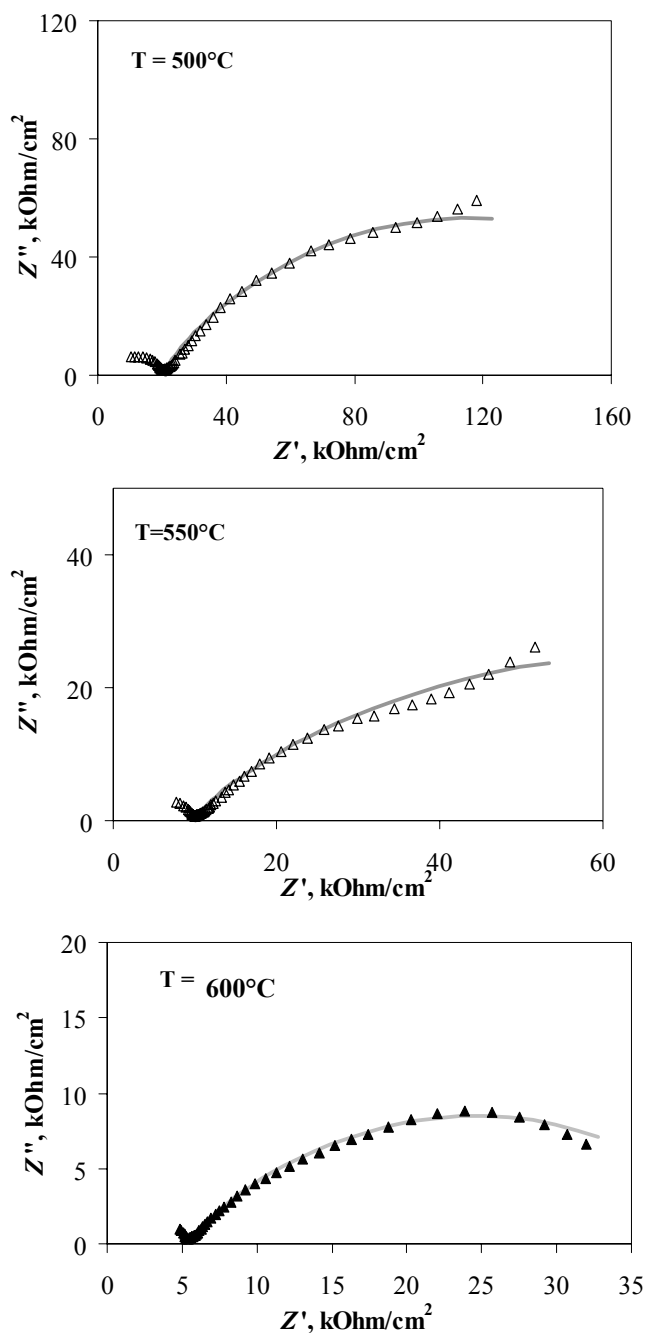 120
T = 500°C
80
Z'', kOhm/cm²
40
0
0 40 80 120 160
Z', kOhm/cm²
T=550°C
40
Z'', kOhm/cm²
20
0
0 20 40 60
Z', kOhm/cm²
20
T = 600°C
15
Z'', kOhm/cm²
10
5
0
0 5 10 15 20 25 30 35
Z', kOhm/cm²